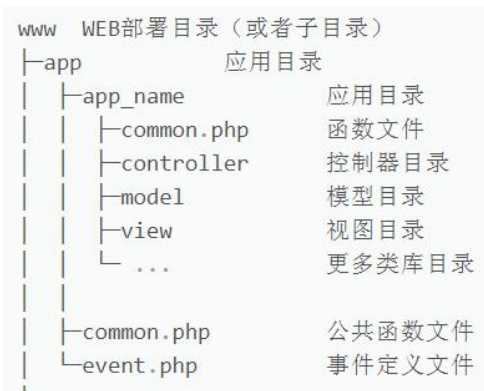 www  WEB部署目录（或者子目录）
├─app           应用目录
│  ├─app_name           应用目录
│  │  ├─common.php      函数文件
│  │  ├─controller      控制器目录
│  │  ├─model           模型目录
│  │  ├─view            视图目录
│  │  └─ ...            更多类库目录
│  │
│  ├─common.php         公共函数文件
│  └─event.php          事件定义文件